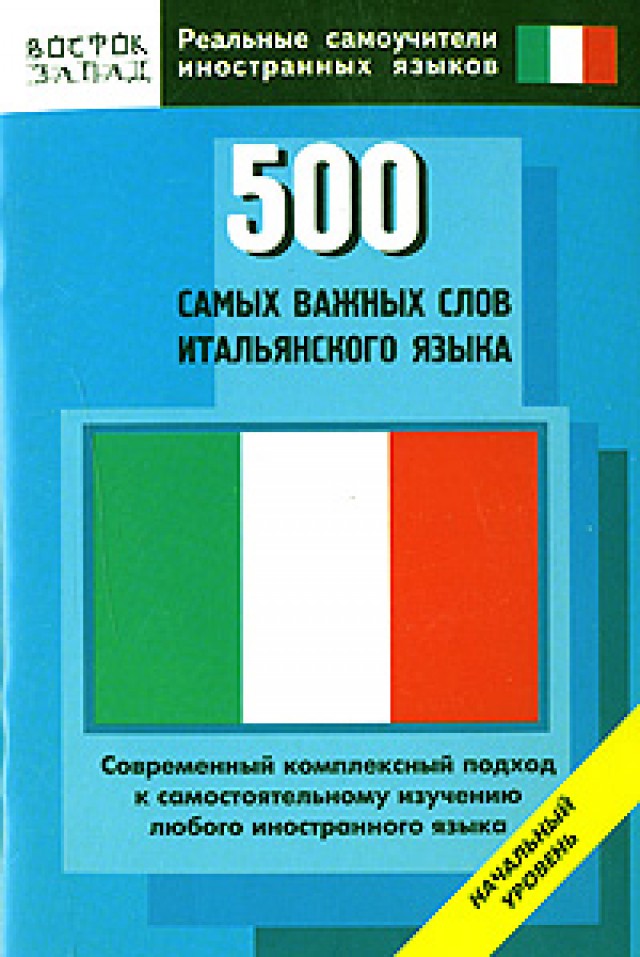 ВОСТОК
ЗАПАД
Реальные самоучители
иностранных языков
500
САМЫХ ВАЖНЫХ СЛОВ
ИТАЛЬЯНСКОГО ЯЗЫКА
Современный комплексный подход
к самостоятельному изучению
любого иностранного языка
НАЧАЛЬНЫЙ
УРОВЕНЬ